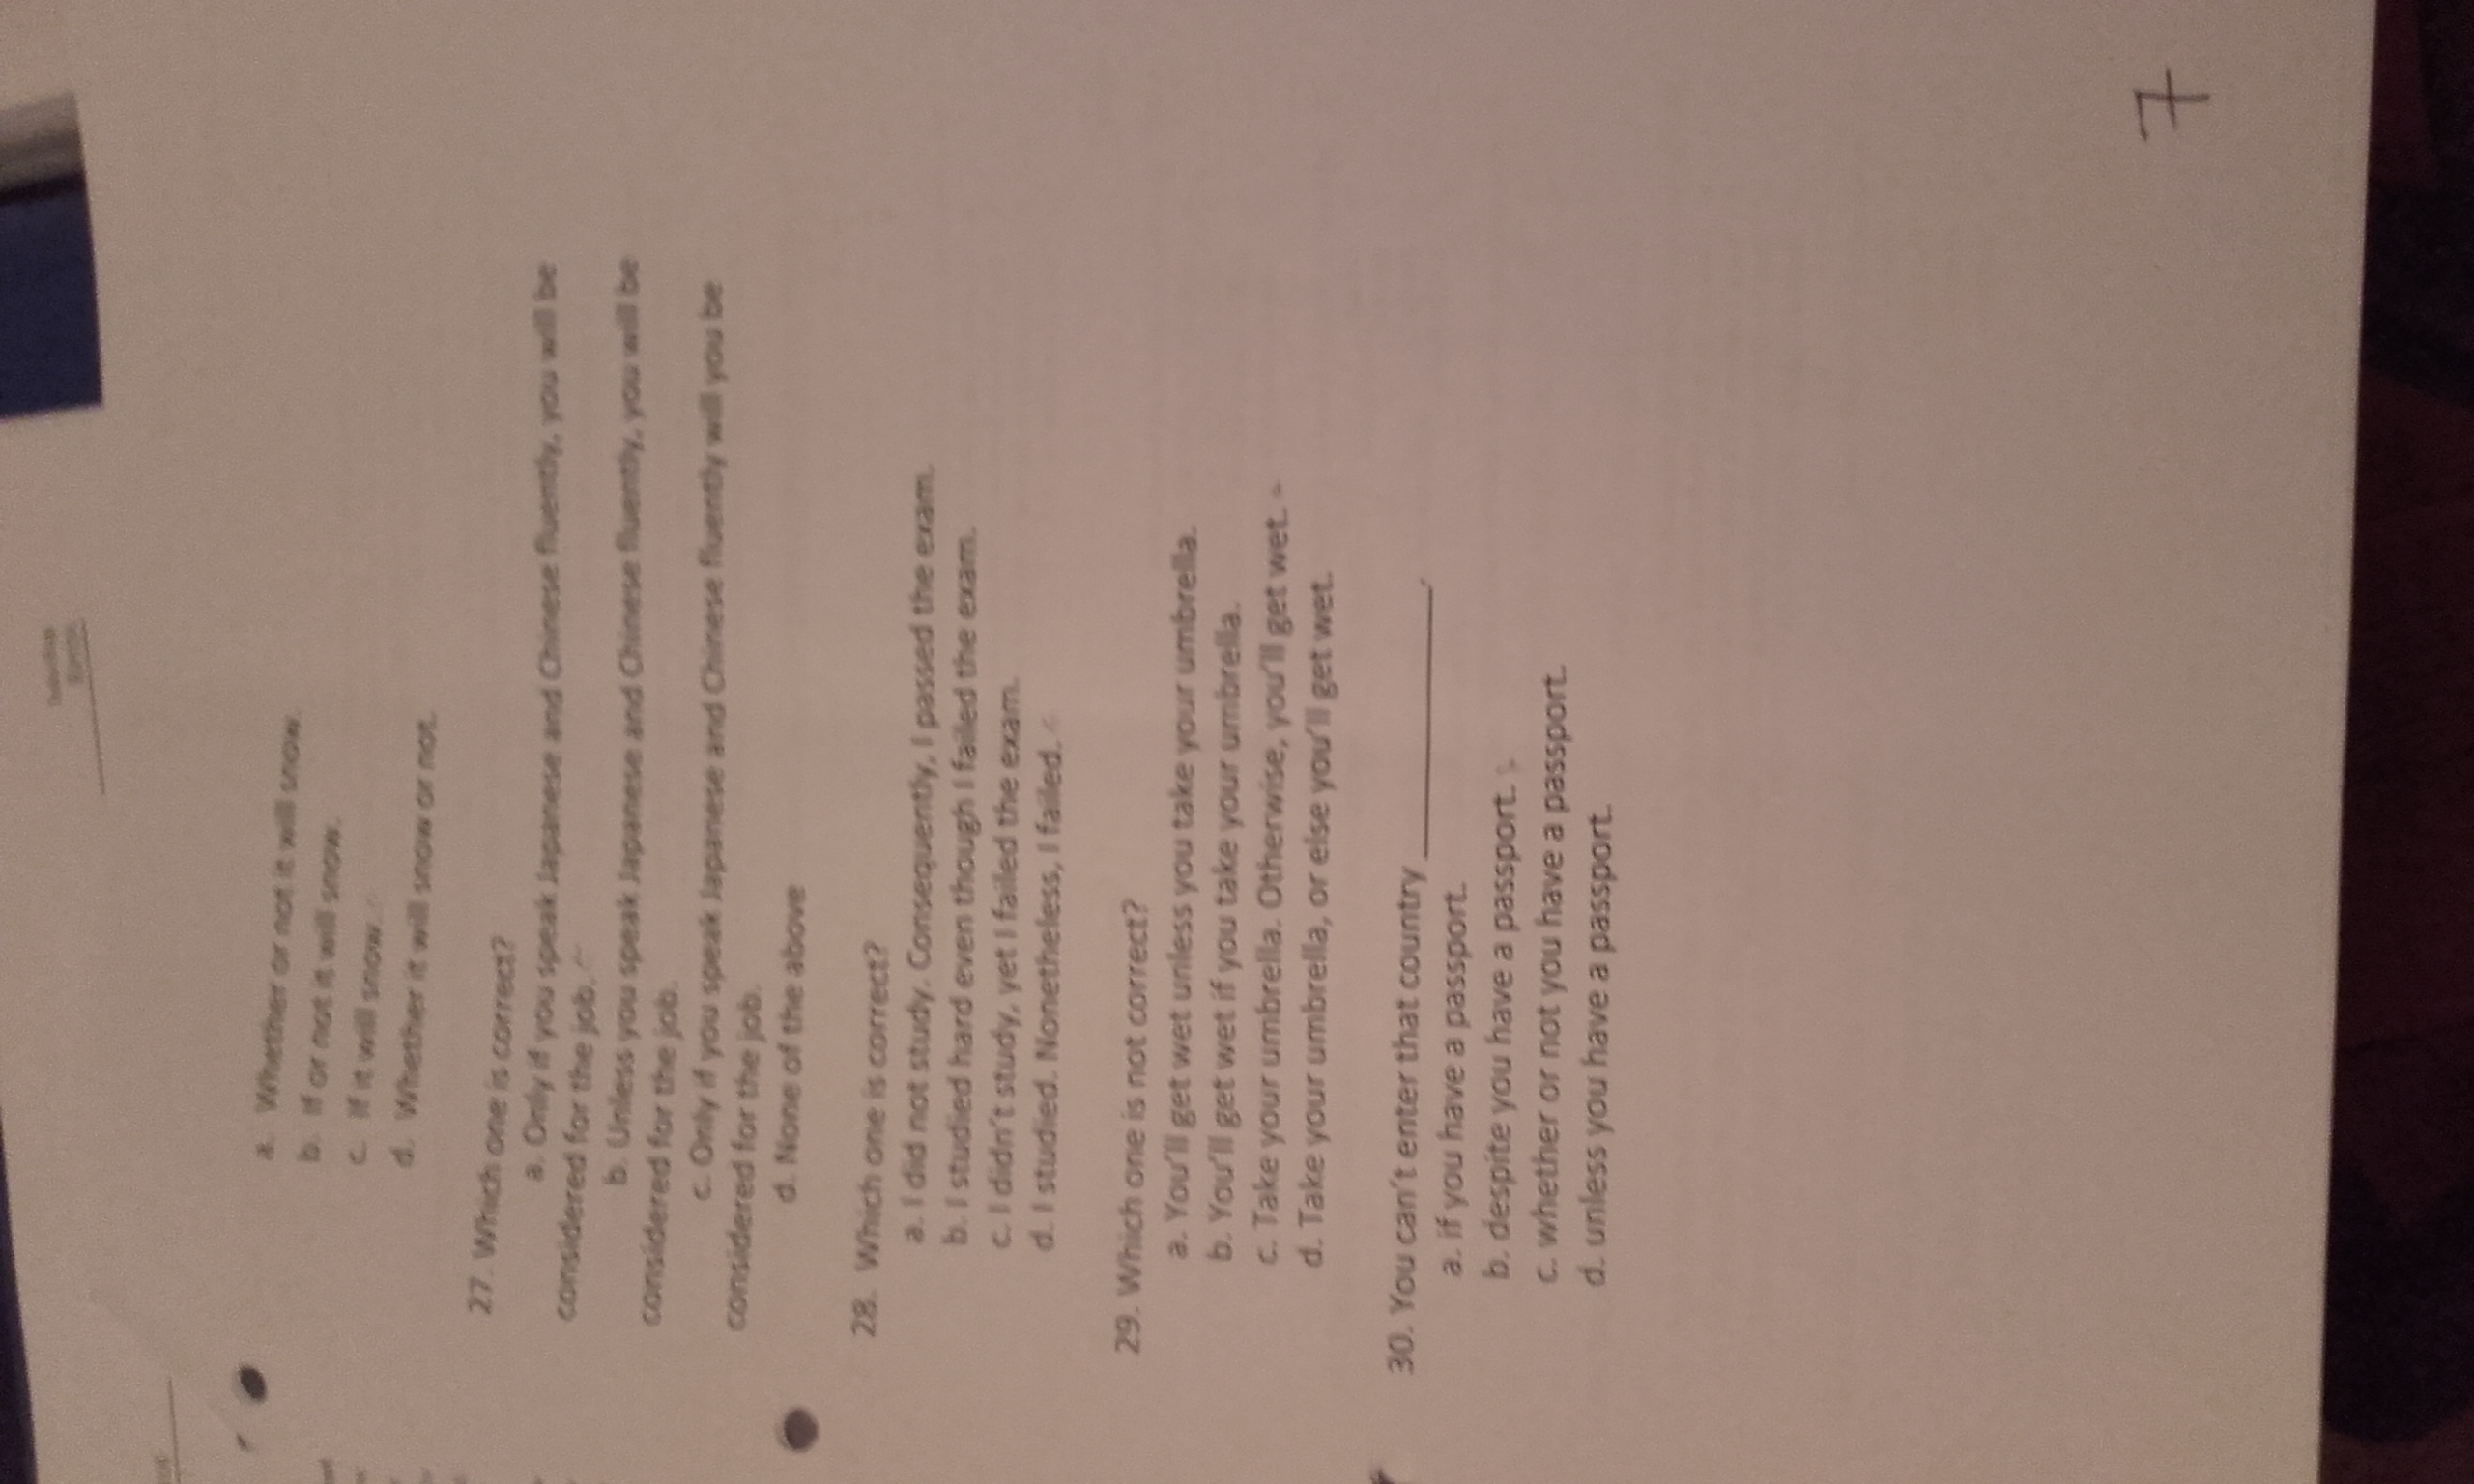 a. Whether or not it will snow.
b. If or not it will snow.
c. If it will snow.
d. Whether it will snow or not.
27. Which one is correct?
a. Only if you speak Japanese and Chinese fluently, you will be
considered for the job.
b. Unless you speak Japanese and Chinese fluently, you will be
considered for the job.
c. Only if you speak Japanese and Chinese fluently will you be
considered for the job.
d. None of the above
28. Which one is correct?
a. I did not study. Consequently, I passed the exam.
b. I studied hard even though I failed the exam.
c. I didn't study, yet I failed the exam.
d. I studied. Nonetheless, I failed.
29. Which one is not correct?
a. You'll get wet unless you take your umbrella.
b. You'll get wet if you take your umbrella.
c. Take your umbrella. Otherwise, you'll get wet.
d. Take your umbrella, or else you'll get wet.
30. You can't enter that country ____________.
a. if you have a passport.
b. despite you have a passport.
c. whether or not you have a passport.
d. unless you have a passport.
7